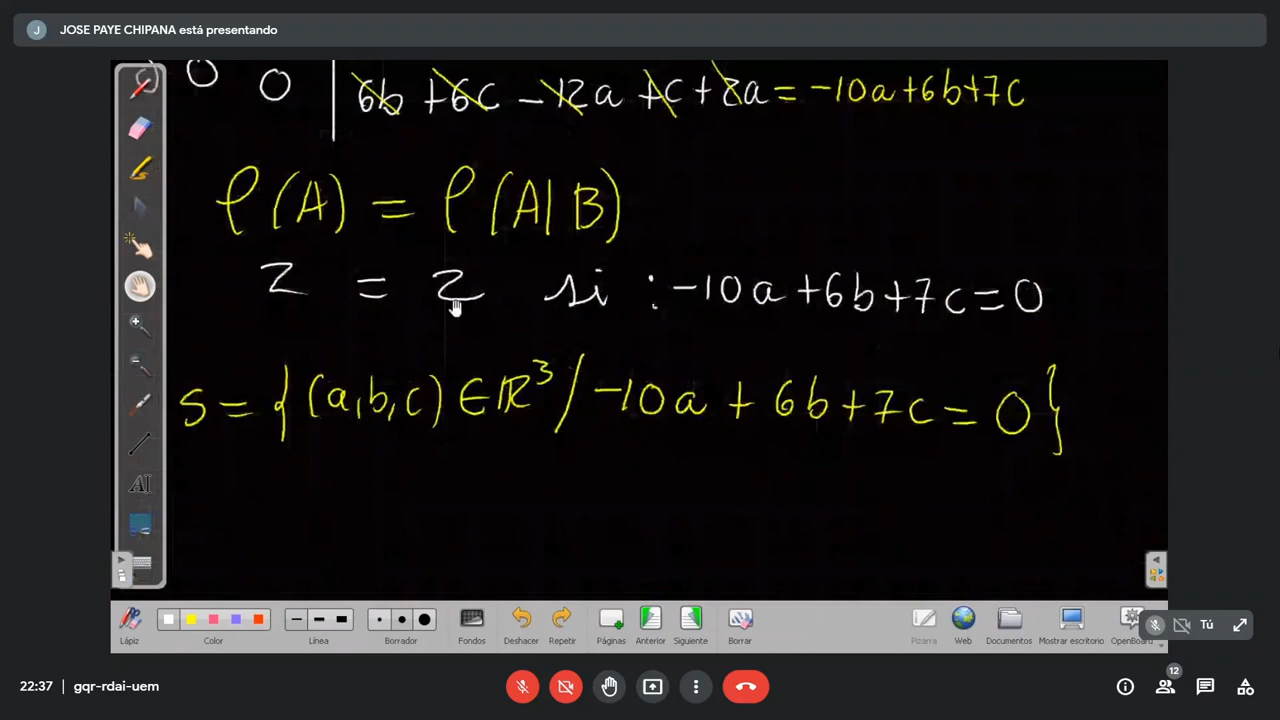 J JOSE PAYE CHIPANA está presentando
0 0 | 6b + 6c - 12a + c + 2a = -10a + 6b + 7c
ρ(A) = ρ(A|B)
2 = 2 si : -10a + 6b + 7c = 0
S = { (a,b,c) ∈ ℝ³ / -10a + 6b + 7c = 0 }
AI
Lápiz Color Línea Borrador Fondos Deshacer Repetir Páginas Anterior Siguiente Borrar Pizarra Web Documentos Mostrar escritorio OpenBoard
Tú
12
22:37 | gqr-rdai-uem